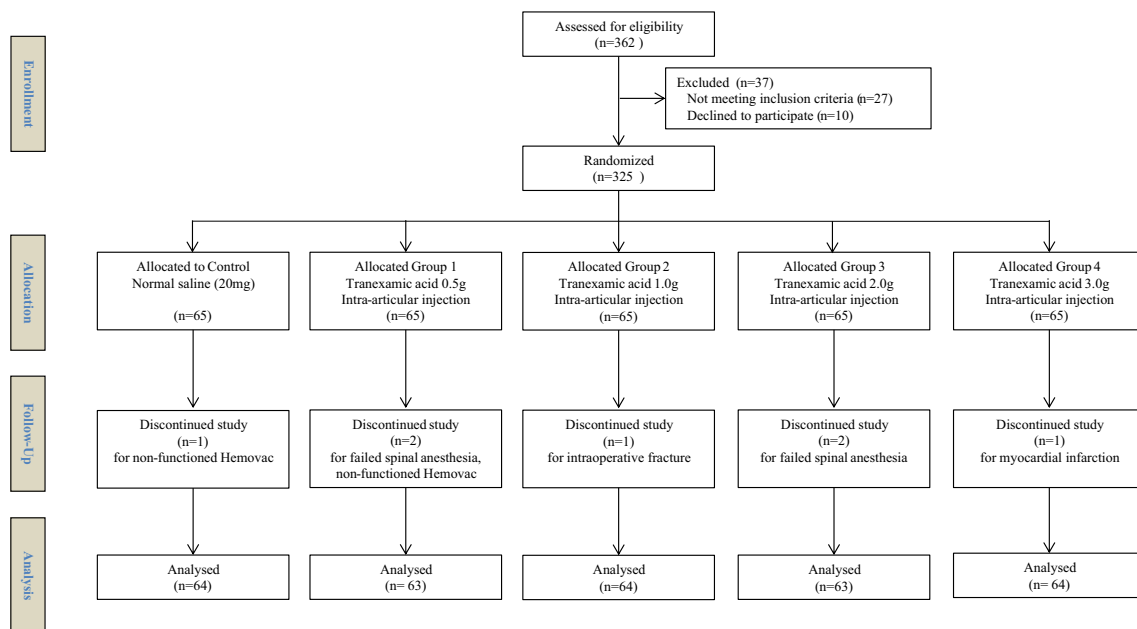 Assessed for eligibility
(n=362 )
Enrollment
Excluded (n=37)
Not meeting inclusion criteria (n=27)
Declined to participate (n=10)
Randomized
(n=325 )
Allocation
Allocated to Control
Normal saline (20mg)
(n=65)
Allocated Group 1
Tranexamic acid 0.5g
Intra-articular injection
(n=65)
Allocated Group 2
Tranexamic acid 1.0g
Intra-articular injection
(n=65)
Allocated Group 3
Tranexamic acid 2.0g
Intra-articular injection
(n=65)
Allocated Group 4
Tranexamic acid 3.0g
Intra-articular injection
(n=65)
Follow-Up
Discontinued study
(n=1)
for non-functioned Hemovac
Discontinued study
(n=2)
for failed spinal anesthesia,
non-functioned Hemovac
Discontinued study
(n=1)
for intraoperative fracture
Discontinued study
(n=2)
for failed spinal anesthesia
Discontinued study
(n=1)
for myocardial infarction
Analysis
Analysed
(n=64)
Analysed
(n= 63)
Analysed
(n=64)
Analysed
(n=63)
Analysed
(n= 64)